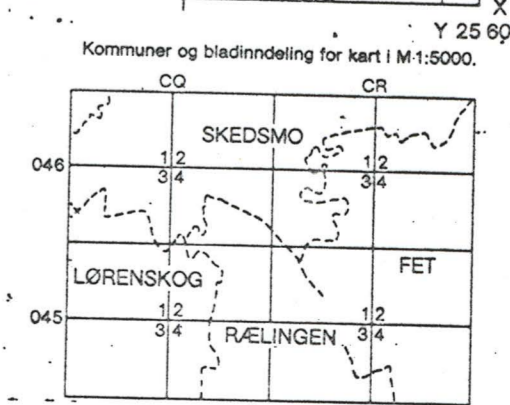 X
Y 25 60
Kommuner og bladinndeling for kart i M 1:5000.
CQ CR
SKEDSMO
046 1 2 1 2
3 4 3 4
LØRENSKOG FET
045 1 2 1 2
3 4 RÆLINGEN 3 4